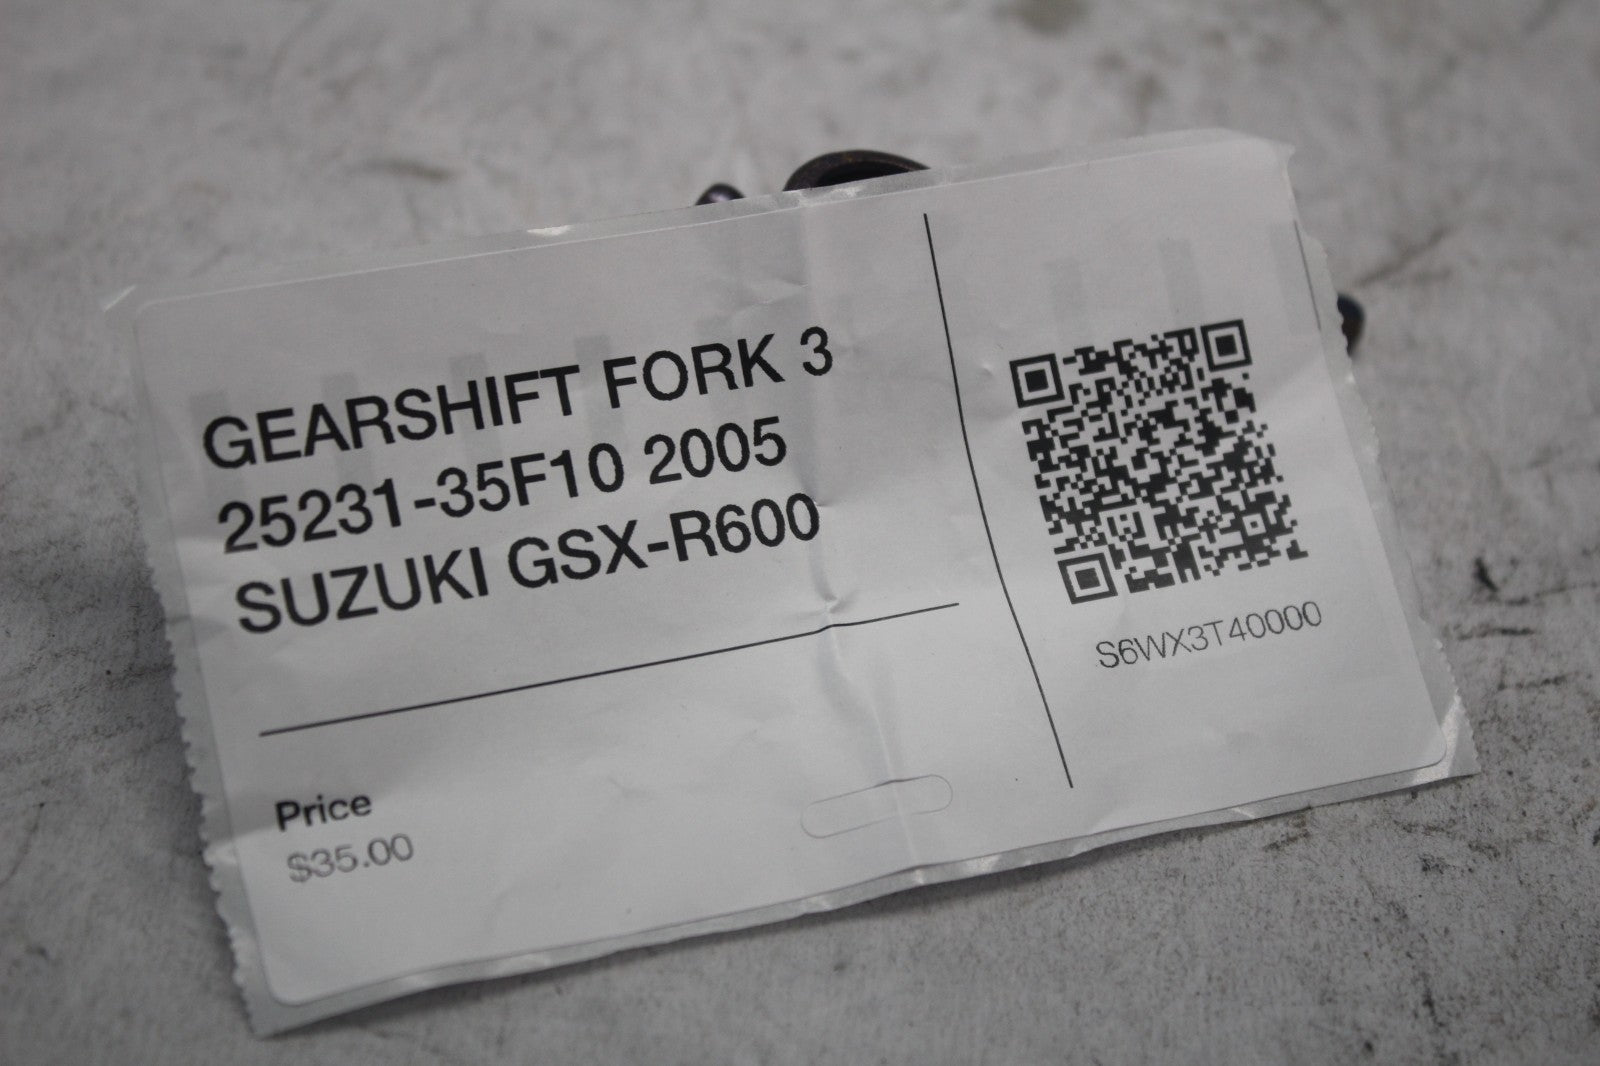 GEARSHIFT FORK 3
25231-35F10 2005
SUZUKI GSX-R600
Price
$35.00
S6WX3T40000